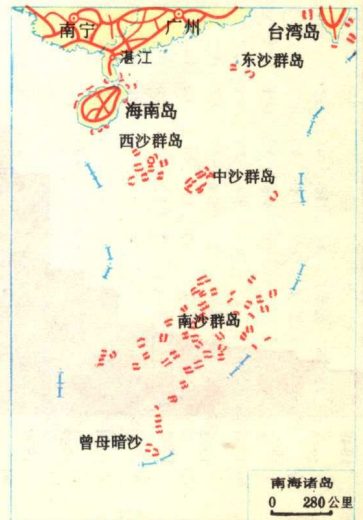 南宁
广州
台湾岛
湛江
东沙群岛
海南岛
西沙群岛
中沙群岛
南沙群岛
曾母暗沙
南海诸岛
0 280公里